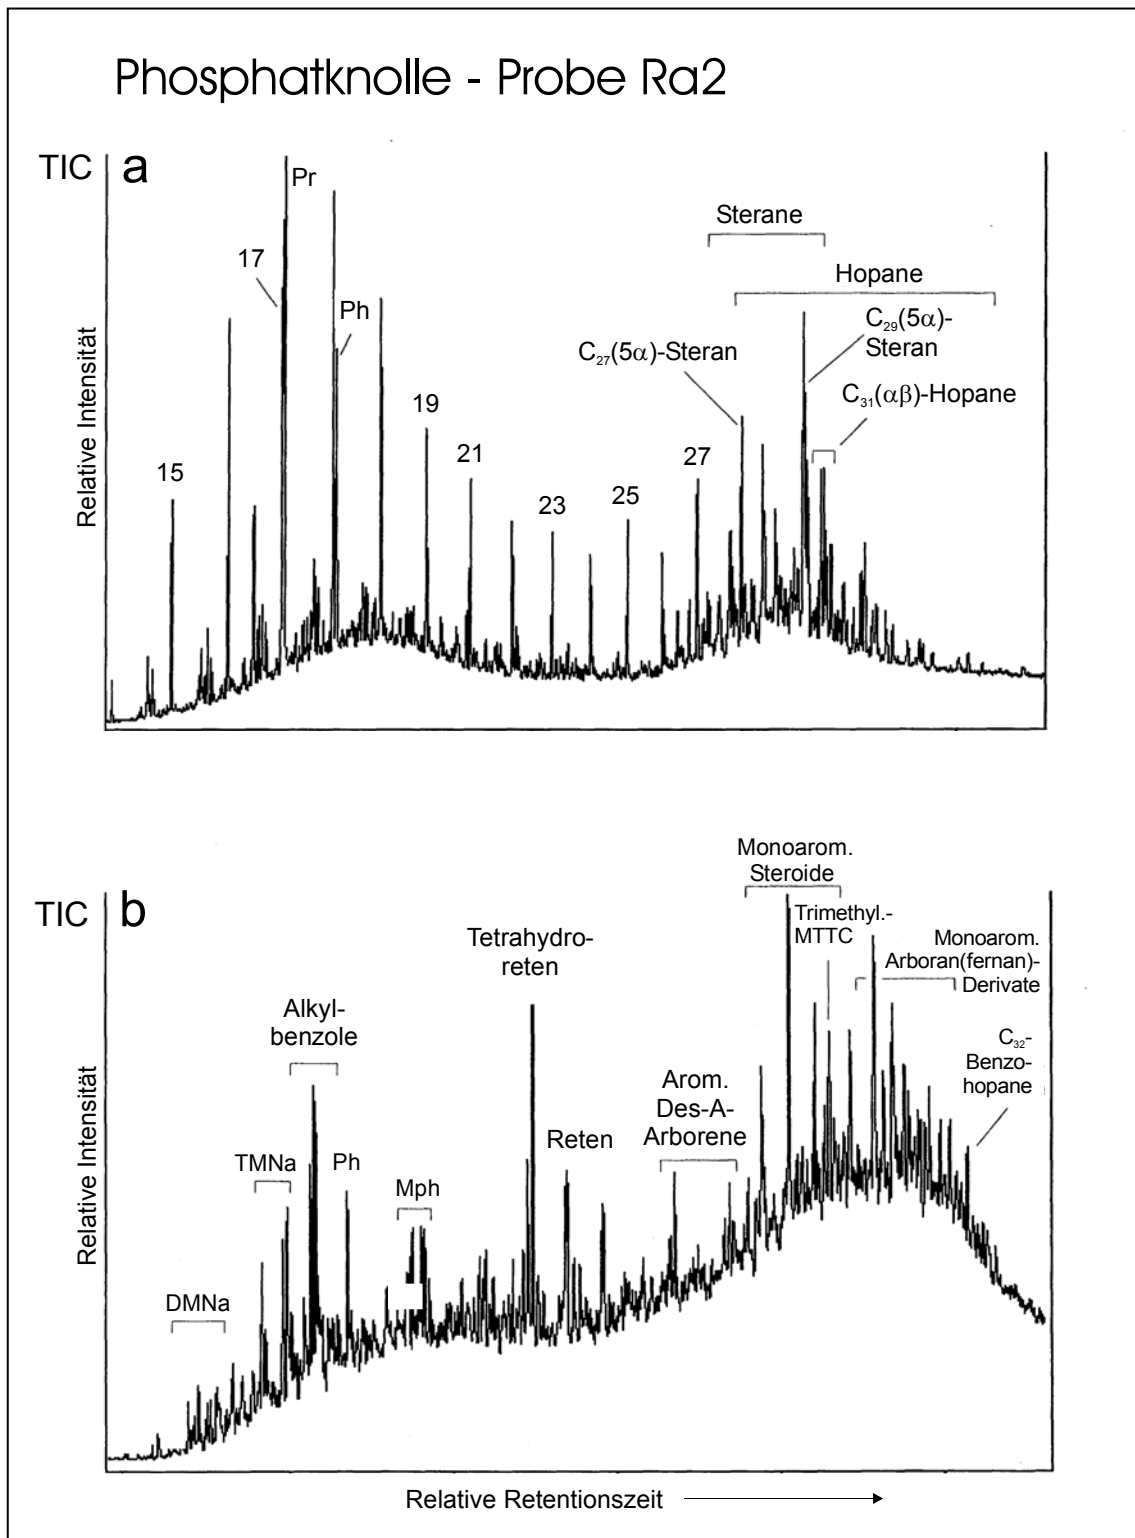 Phosphatknolle - Probe Ra2
TIC a
Pr
17
Ph
15
19
21
23
25
27
Sterane
Hopane
C₂₉(5α)-
Steran
C₂₇(5α)-Steran
C₃₁(αβ)-Hopane
Relative Intensität
TIC b
Monoarom.
Steroide
Trimethyl.-
MTTC
Monoarom.
Arboran(fernan)-
Derivate
C₃₂-
Benzo-
hopane
Tetrahydro-
reten
Alkyl-
benzole
Arom.
Des-A-
Arborene
Reten
TMNa
Ph
Mph
DMNa
Relative Intensität
Relative Retentionszeit